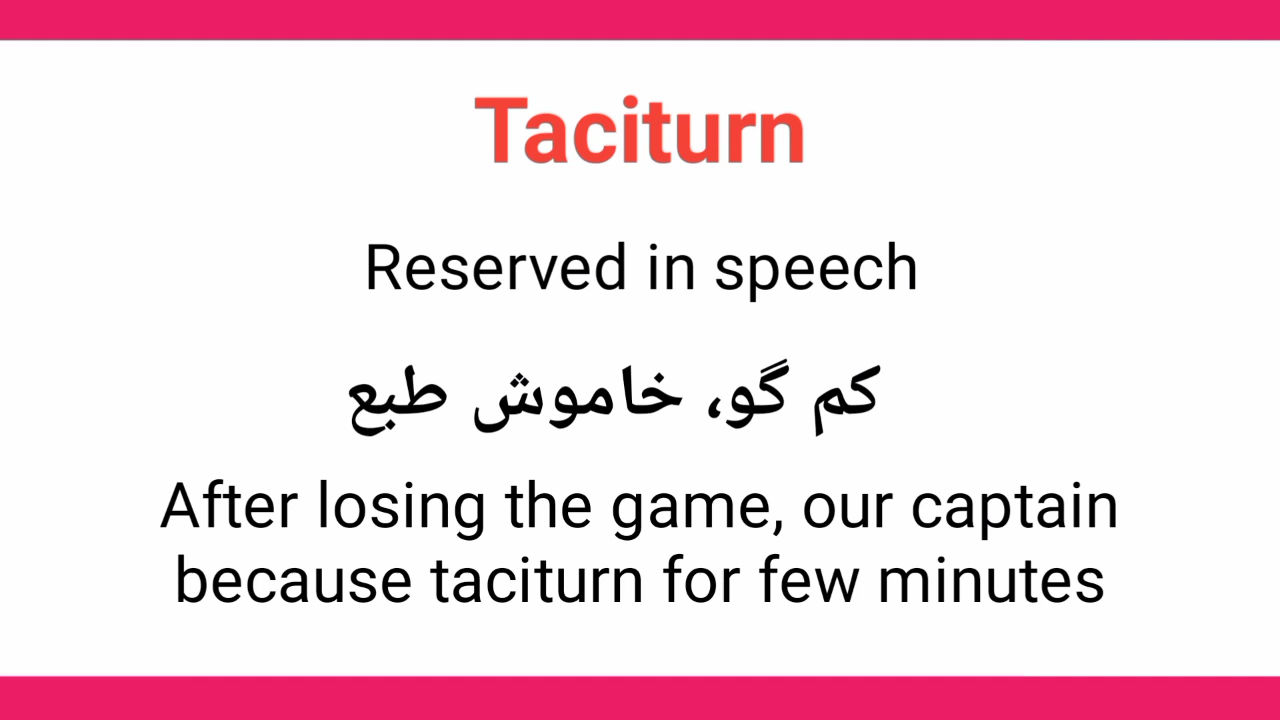 Taciturn
Reserved in speech
کم گو، خاموش طبع
After losing the game, our captain
because taciturn for few minutes